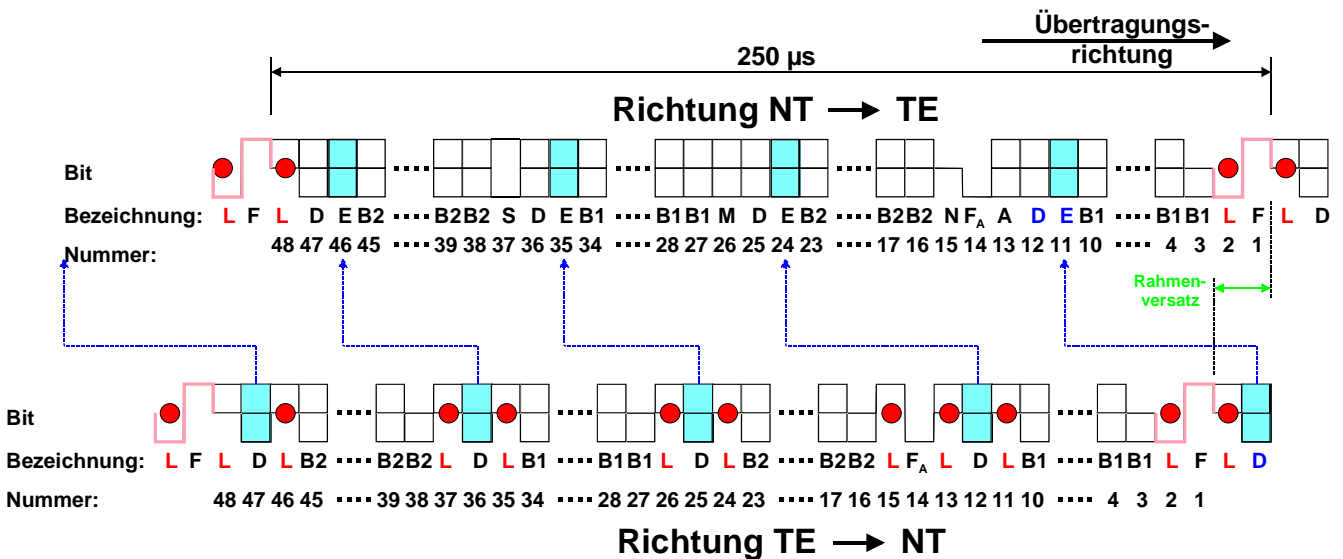 Übertragungs-
richtung
250 µs
Richtung NT TE
Bit
Bezeichnung: L F L D E B2 B2 B2 S D E B1 B1 B1 M D E B2 B2 B2 N FA A D E B1 B1 B1 L F L D
Nummer: 48 47 46 45 39 38 37 36 35 34 28 27 26 25 24 23 17 16 15 14 13 12 11 10 4 3 2 1
Rahmen-
versatz
Bit
Bezeichnung: L F L D L B2 B2 B2 L D L B1 B1 B1 L D L B2 B2 B2 L FA L D L B1 B1 B1 L F L D
Nummer: 48 47 46 45 39 38 37 36 35 34 28 27 26 25 24 23 17 16 15 14 13 12 11 10 4 3 2 1
Richtung TE NT